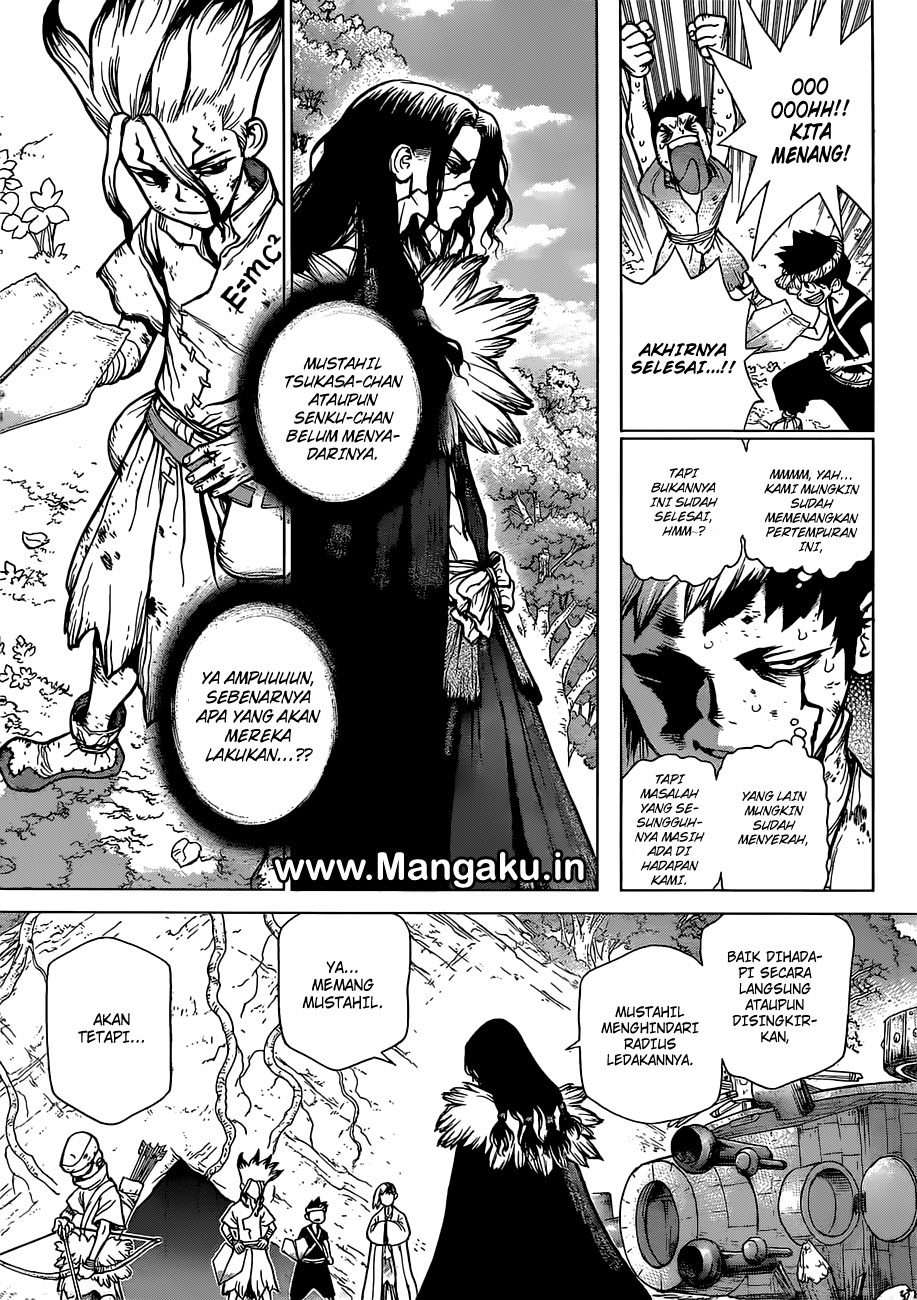 OOO
OOOHH!!
KITA
MENANG!
AKHIRNYA
SELESAI...!!
MMMM, YAH...
KAMI MUNGKIN
SUDAH
MEMENANGKAN
PERTEMPURAN
INI,
TAPI
BUKANNYA
INI SUDAH
SELESAI,
HMM~?
YANG LAIN
MUNGKIN
SUDAH
MENYERAH,
TAPI
MASALAH
YANG SE-
SUNGGUH-
NYA MASIH
ADA DI
HADAPAN
KAMI.
E=mc²
MUSTAHIL
TSUKASA-CHAN
ATAUPUN
SENKU-CHAN
BELUM MENYA-
DARINYA.
YA AMPUUUUN,
SEBENARNYA
APA YANG AKAN
MEREKA
LAKUKAN...??
www.Mangaku.in
BAIK DIHADA-
PI SECARA
LANGSUNG
ATAUPUN
DISINGKIR-
KAN,
MUSTAHIL
MENGHINDARI
RADIUS
LEDAKANNYA.
YA...
MEMANG
MUSTAHIL.
AKAN
TETAPI...